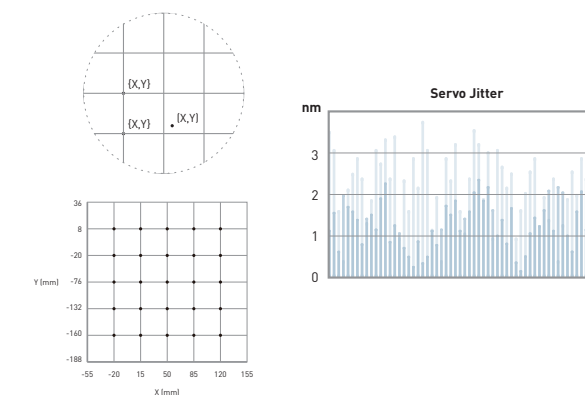 {X,Y}
{X,Y}
(X,Y)
Servo Jitter
nm
3
2
1
0
36
8
-20
Y (mm) -76
-132
-160
-188
-55 -20 15 50 85 120 155
X (mm)